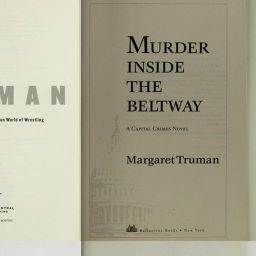 MAN
World of Wrestling
MURDER
INSIDE
THE
BELTWAY
A CAPITAL CRIMES NOVEL
Margaret Truman
Ballantine Books • New York